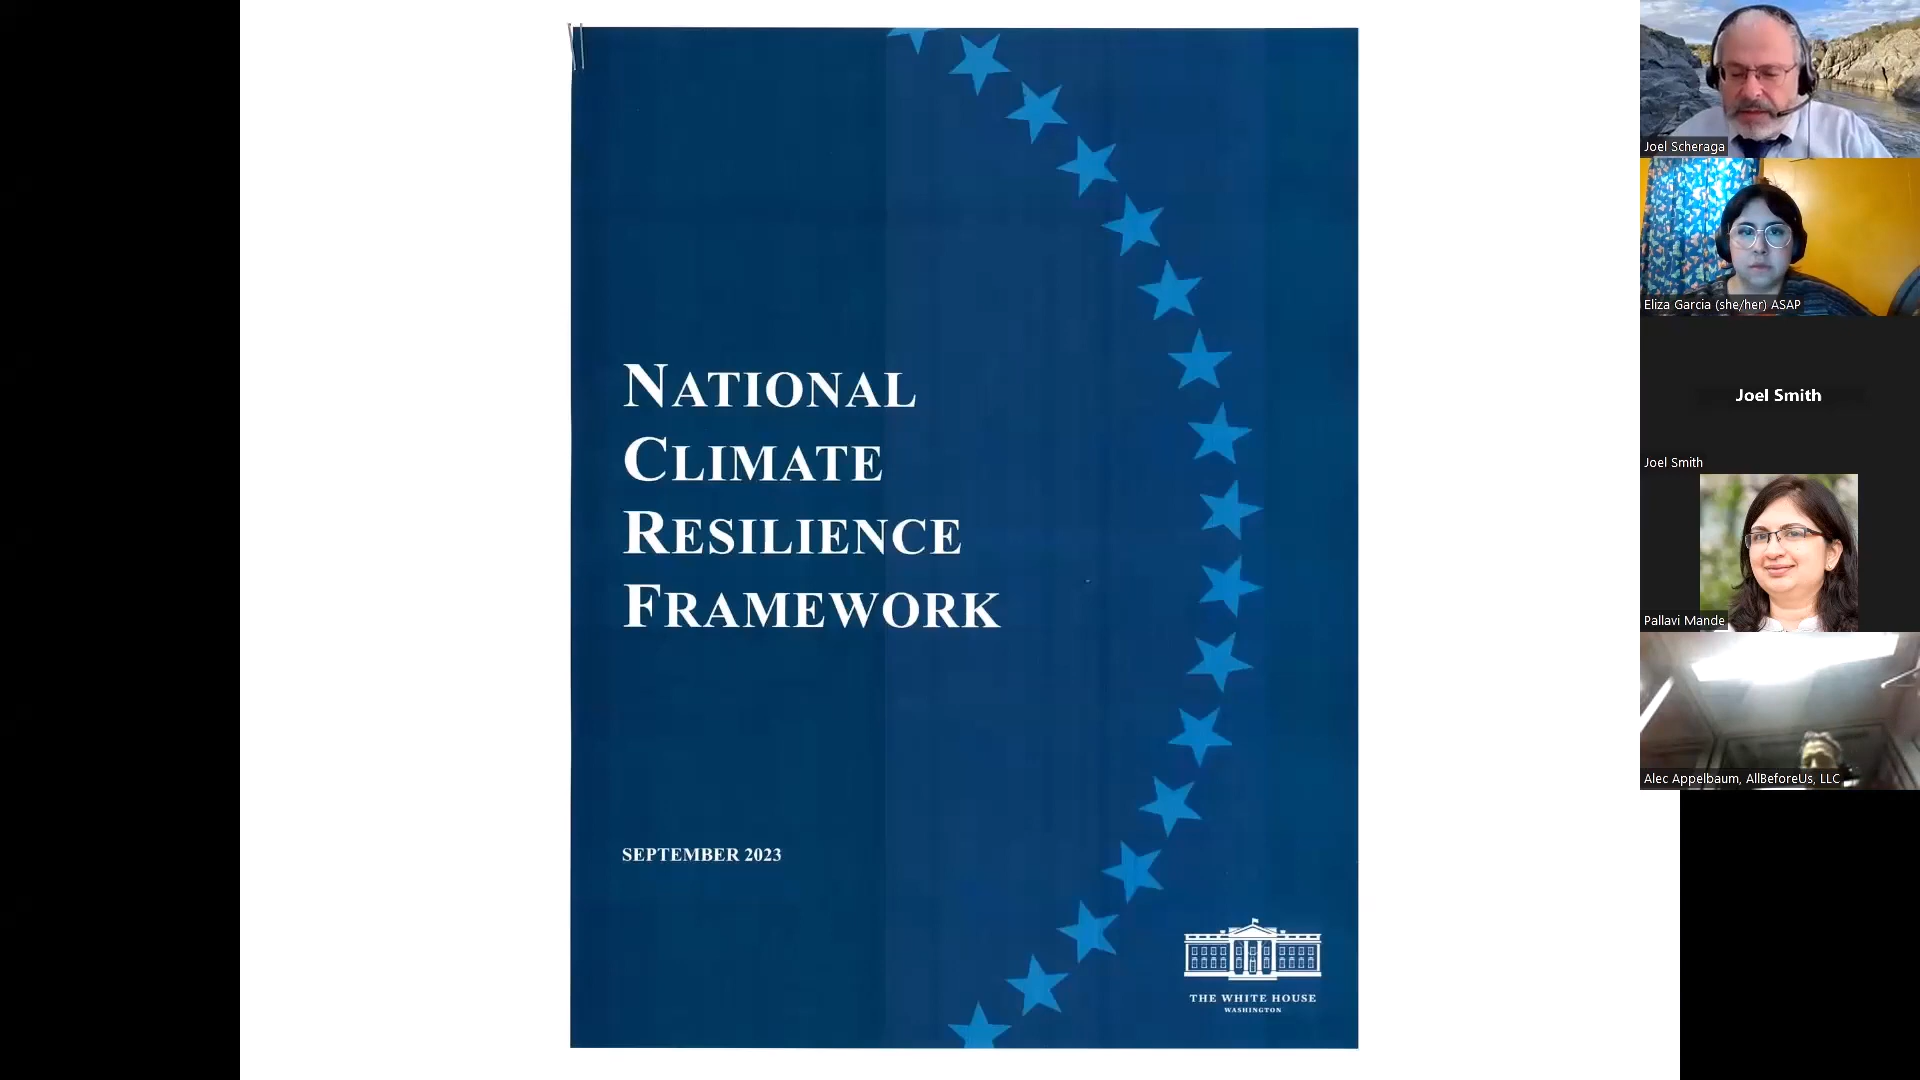 NATIONAL
CLIMATE
RESILIENCE
FRAMEWORK
SEPTEMBER 2023
THE WHITE HOUSE
WASHINGTON
Joel Scheraga
Eliza Garcia (she/her) ASAP
Joel Smith
Joel Smith
Pallavi Mande
Alec Appelbaum, AllBeforeUs, LLC